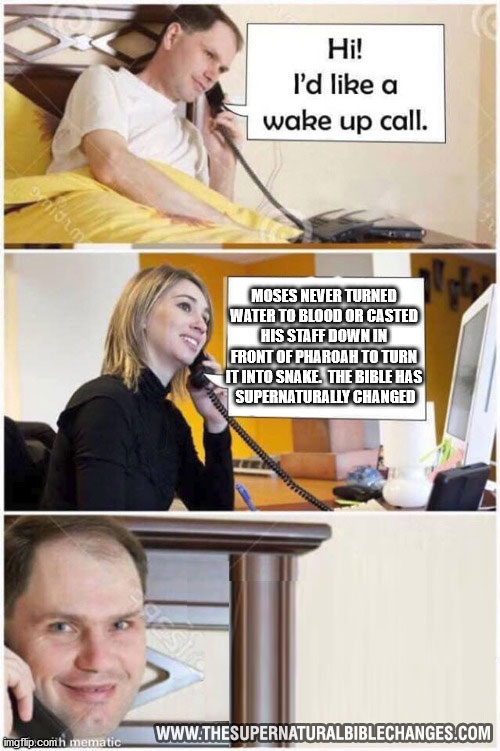 Hi!
I'd like a
wake up call.
MOSES NEVER TURNED
WATER TO BLOOD OR CASTED
HIS STAFF DOWN IN
FRONT OF PHAROAH TO TURN
IT INTO SNAKE. THE BIBLE HAS
SUPERNATURALLY CHANGED
WWW.THESUPERNATURALBIBLECHANGES.COM
imgflip.com h mematic